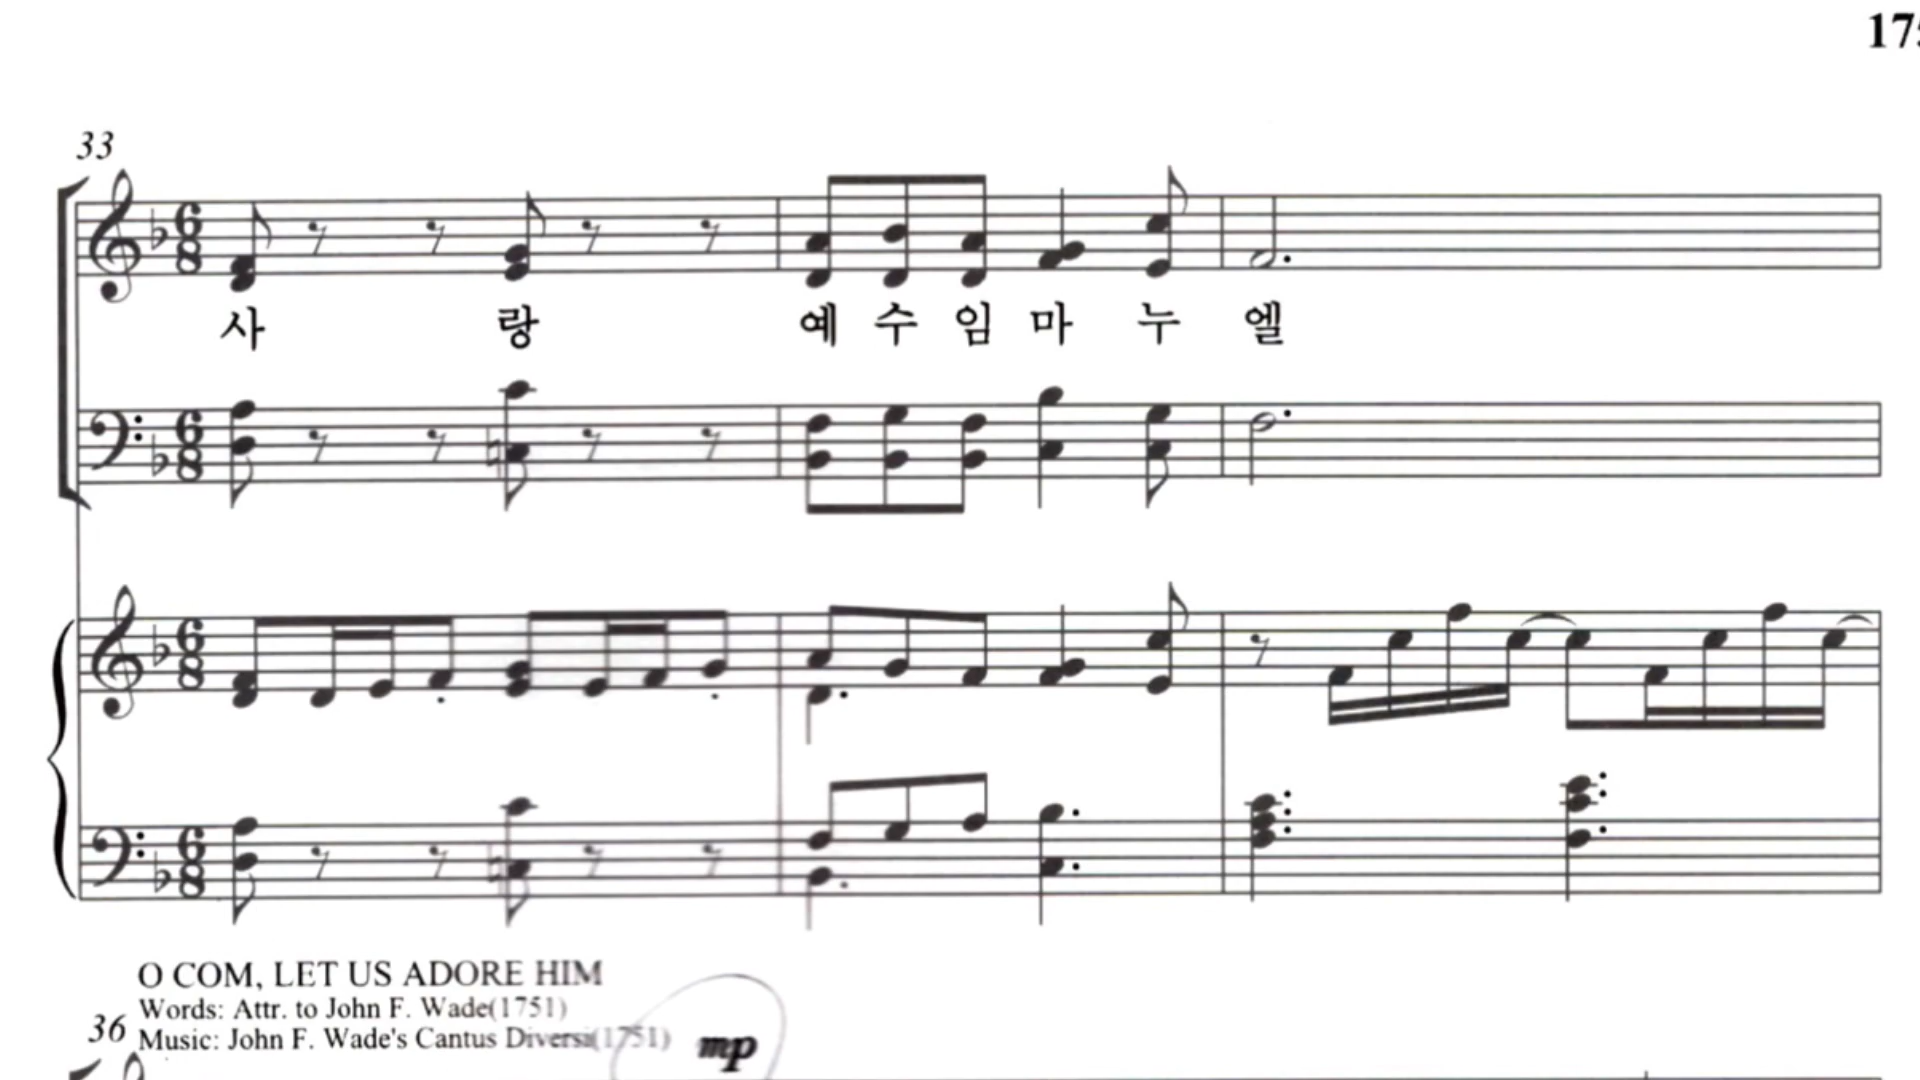 33
사 랑 예 수 임 마 누 엘
O COM, LET US ADORE HIM
Words: Attr. to John F. Wade(1751)
36 Music: John F. Wade's Cantus Diversi(1751)
mp